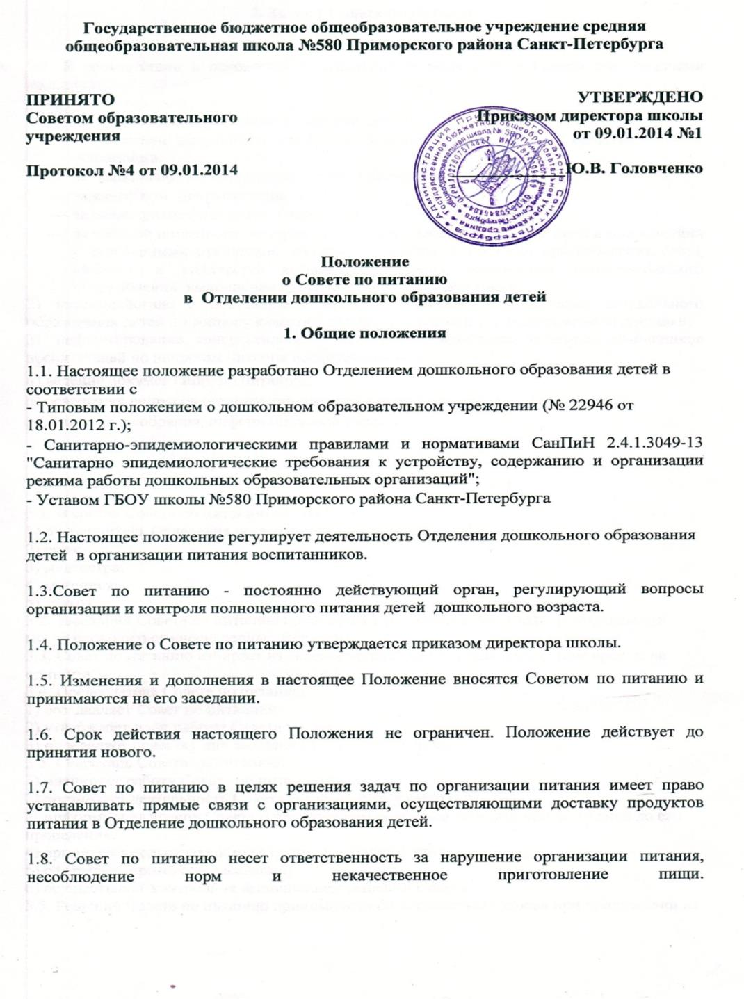 Государственное бюджетное общеобразовательное учреждение средняя
общеобразовательная школа №580 Приморского района Санкт-Петербурга
ПРИНЯТО
Советом образовательного
учреждения
Протокол №4 от 09.01.2014
УТВЕРЖДЕНО
Приказом директора школы
от 09.01.2014 №1
Ю.В. Головченко
Положение
о Совете по питанию
в Отделении дошкольного образования детей
1. Общие положения
1.1. Настоящее положение разработано Отделением дошкольного образования детей в
соответствии с
- Типовым положением о дошкольном образовательном учреждении (№ 22946 от
18.01.2012 г.);
- Санитарно-эпидемиологическими правилами и нормативами СанПиН 2.4.1.3049-13
"Санитарно эпидемиологические требования к устройству, содержанию и организации
режима работы дошкольных образовательных организаций";
- Уставом ГБОУ школы №580 Приморского района Санкт-Петербурга
1.2. Настоящее положение регулирует деятельность Отделения дошкольного образования
детей в организации питания воспитанников.
1.3.Совет по питанию - постоянно действующий орган, регулирующий вопросы
организации и контроля полноценного питания детей дошкольного возраста.
1.4. Положение о Совете по питанию утверждается приказом директора школы.
1.5. Изменения и дополнения в настоящее Положение вносятся Советом по питанию и
принимаются на его заседании.
1.6. Срок действия настоящего Положения не ограничен. Положение действует до
принятия нового.
1.7. Совет по питанию в целях решения задач по организации питания имеет право
устанавливать прямые связи с организациями, осуществляющими доставку продуктов
питания в Отделение дошкольного образования детей.
1.8. Совет по питанию несет ответственность за нарушение организации питания,
несоблюдение норм и некачественное приготовление пищи.